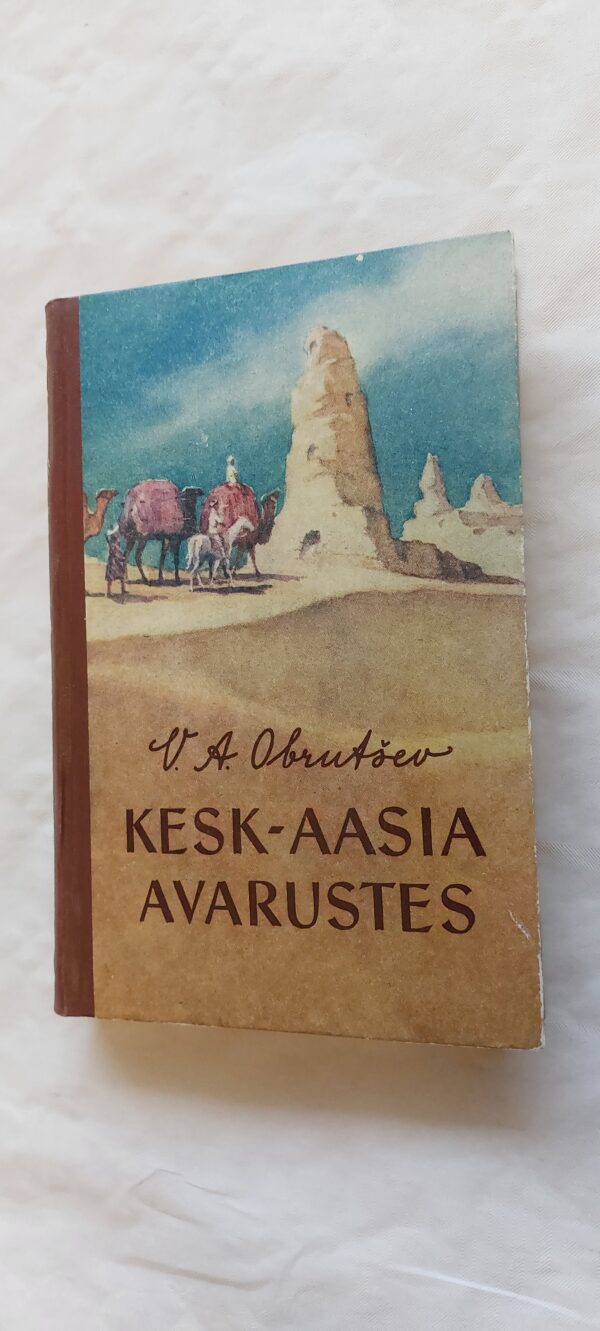 V. A. Obrutšev
KESK-AASIA
AVARUSTES